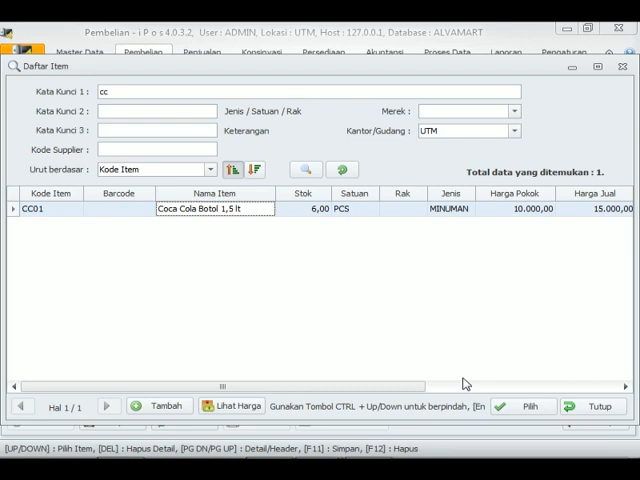 Pembelian - i P o s 4.0.3.2, User : ADMIN, Lokasi : UTM, Host : 127.0.0.1, Database : ALVAMART
Master Data Pembelian Penjualan Konsinyasi Persediaan Akuntansi Proses Data Laporan Pengaturan
Daftar Item
Kata Kunci 1 : cc
Kata Kunci 2 : Jenis / Satuan / Rak Merek :
Kata Kunci 3 : Keterangan Kantor/Gudang : UTM
Kode Supplier :
Urut berdasar : Kode Item Total data yang ditemukan : 1.
Kode Item Barcode Nama Item Stok Satuan Rak Jenis Harga Pokok Harga Jual
CC01 Coca Cola Botol 1,5 lt 6,00 PCS MINUMAN 10.000,00 15.000,00
Hal 1 / 1 Tambah Lihat Harga Gunakan Tombol CTRL +Up/Down untuk berpindah, [En Pilih Tutup
[UP/DOWN] : Pilih Item, [DEL] : Hapus Detail, [PG DN/PG UP] : Detail/Header, [F11] : Simpan, [F12] : Hapus